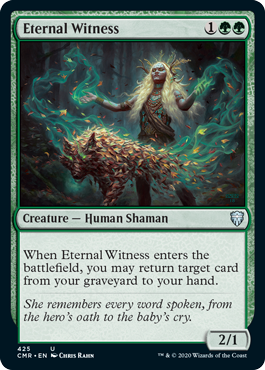 Eternal Witness 1
Creature — Human Shaman
When Eternal Witness enters the
battlefield, you may return target card
from your graveyard to your hand.
She remembers every word spoken, from
the hero's oath to the baby's cry.
2/1
425 U
CMR • EN Chris Rahn
™ & © 2020 Wizards of the Coast